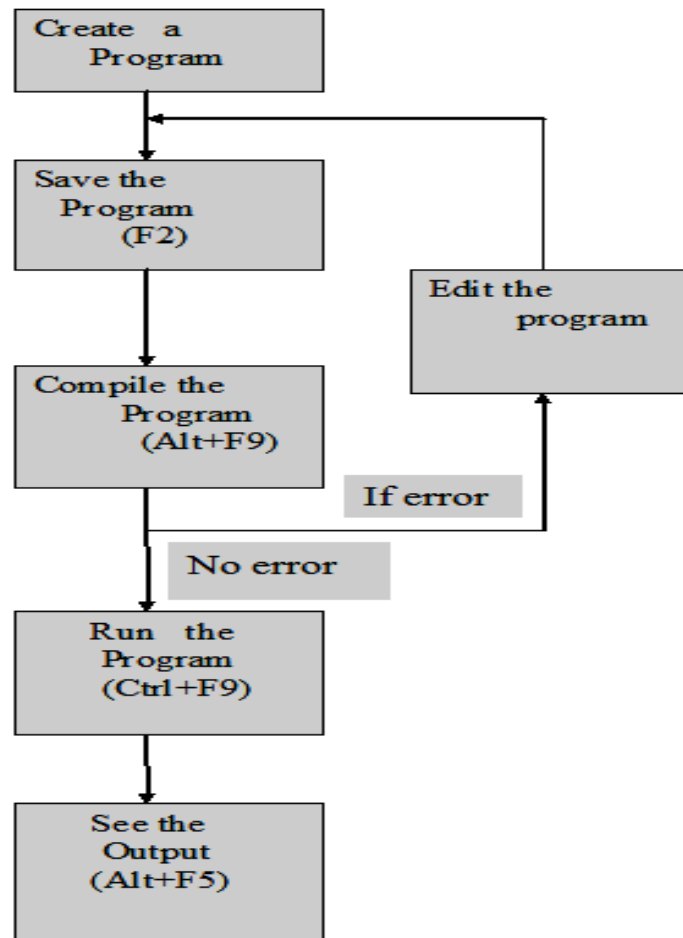 Create a
Program
Save the
Program
(F2)
Edit the
program
Compile the
Program
(Alt+F9)
If error
No error
Run the
Program
(Ctrl+F9)
See the
Output
(Alt+F5)